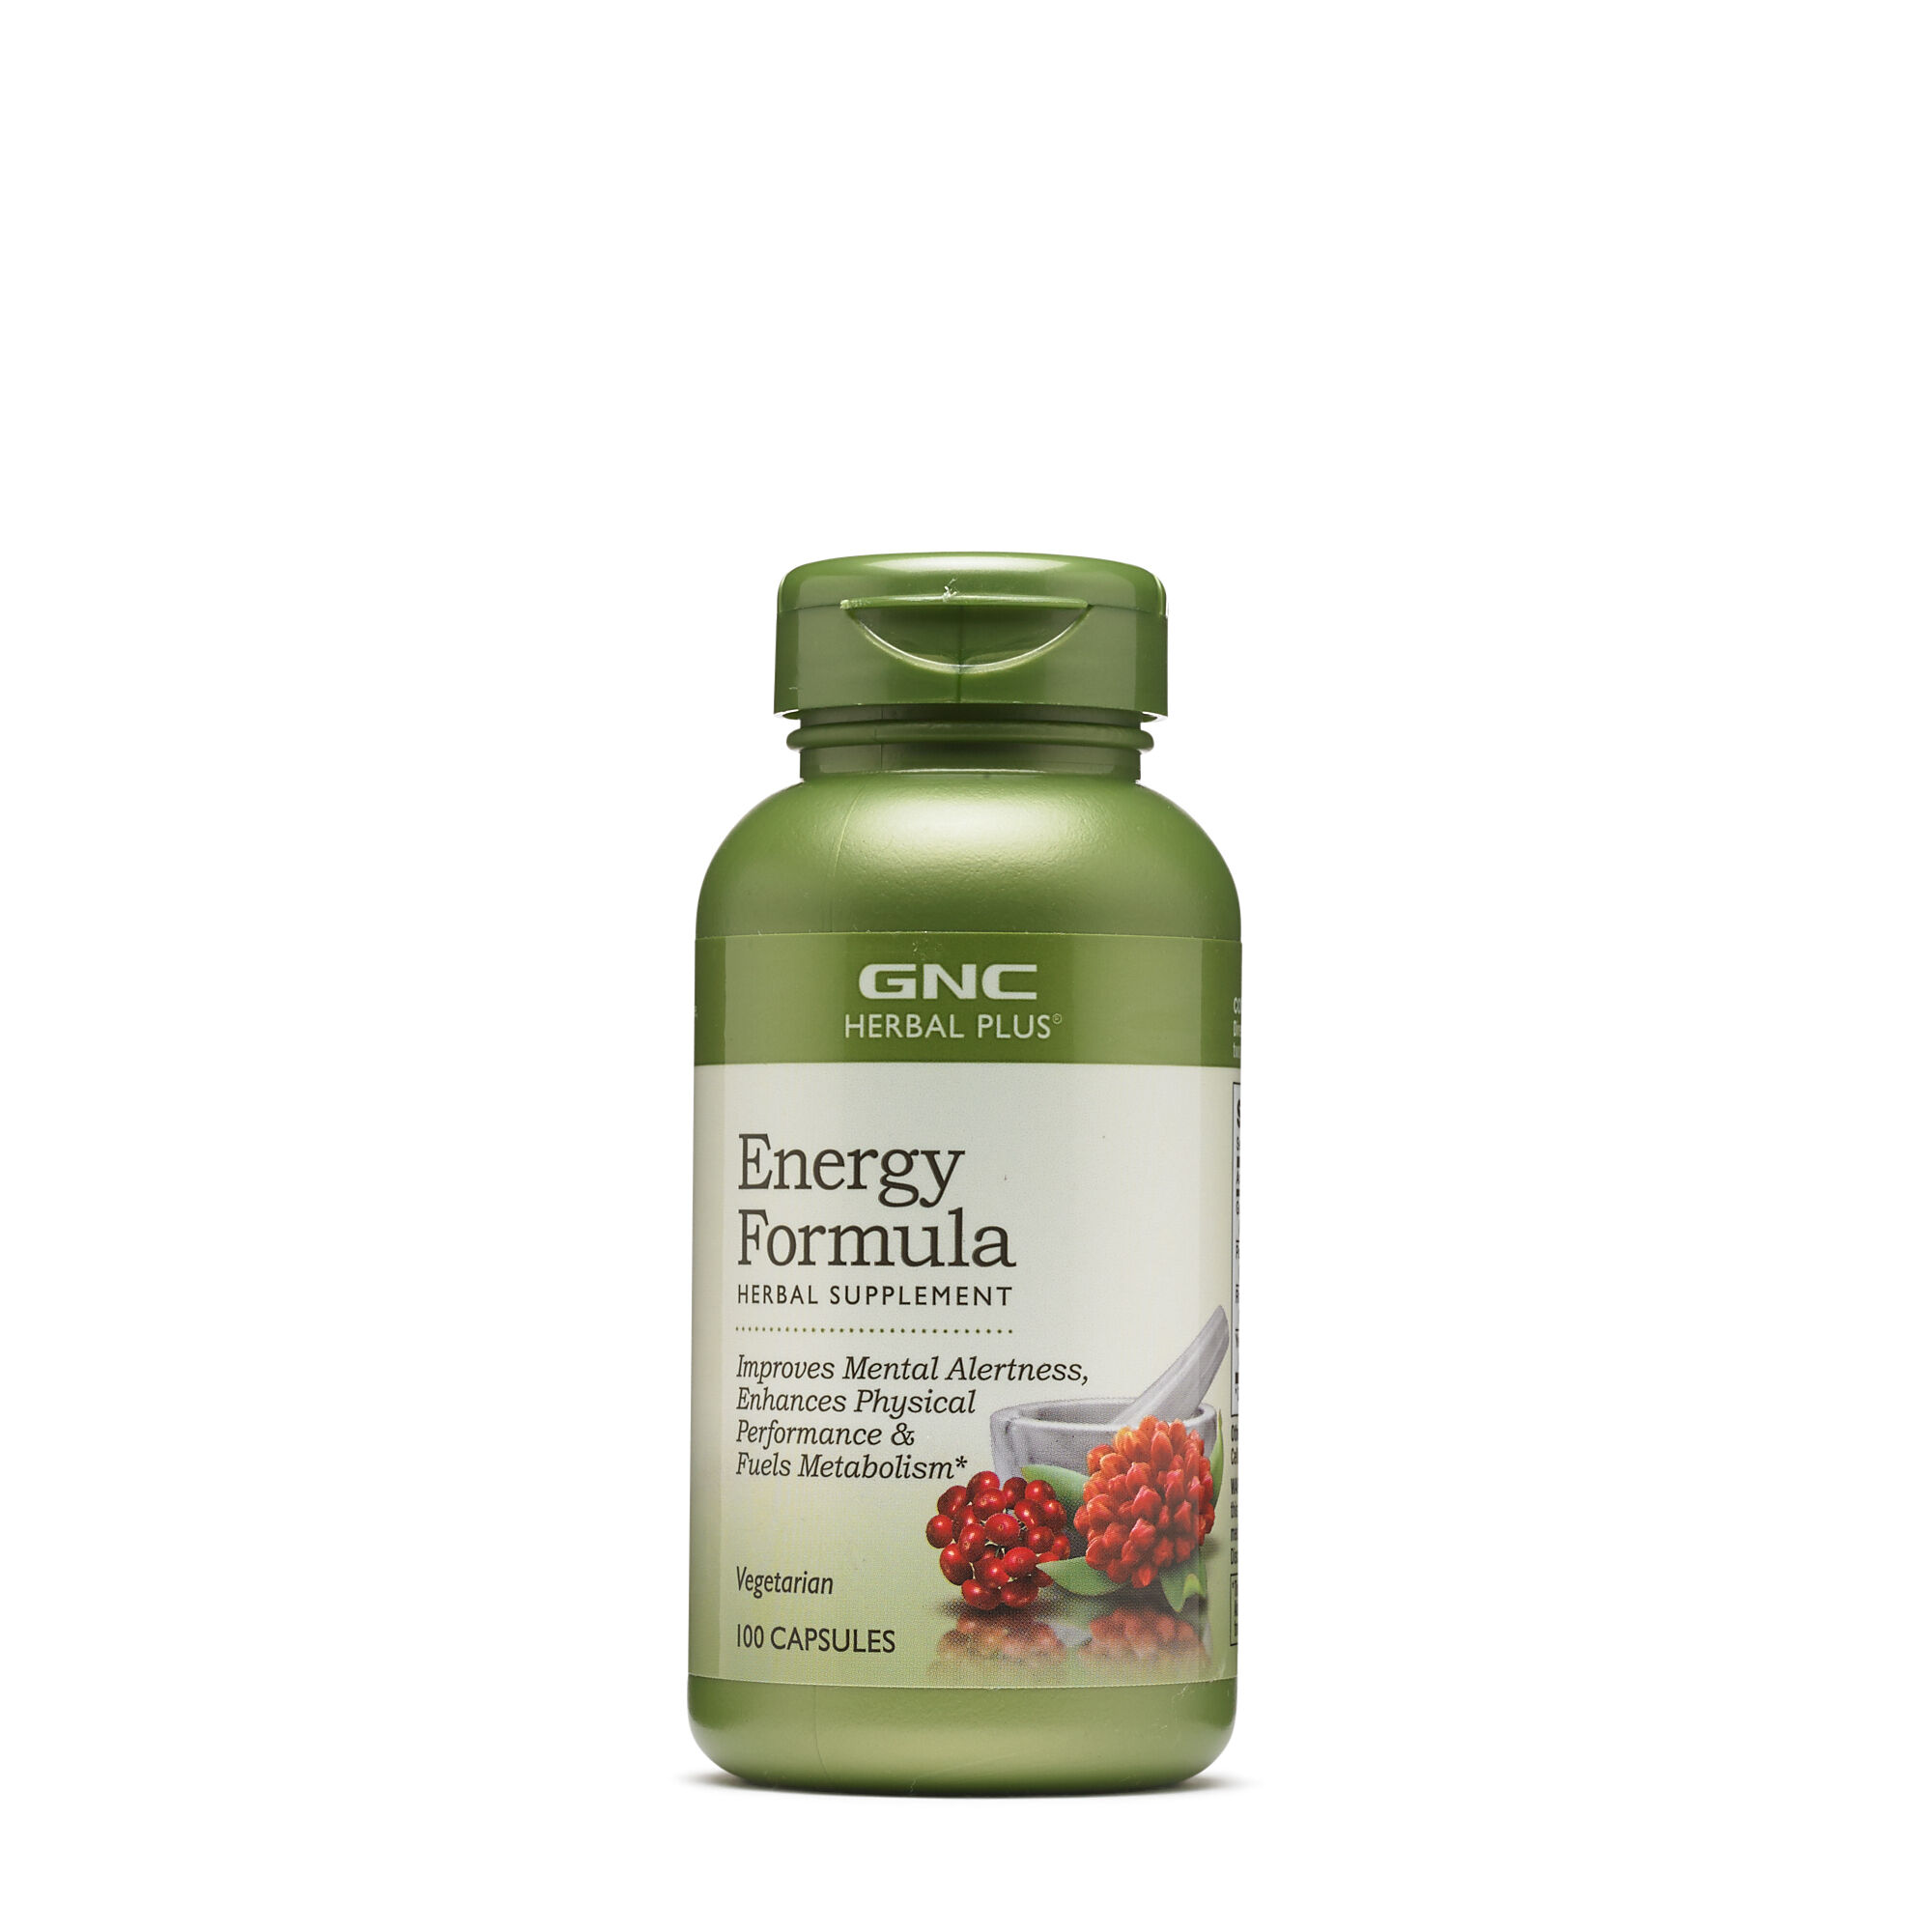 GNC
HERBAL PLUS®
Energy
Formula
HERBAL SUPPLEMENT
Improves Mental Alertness,
Enhances Physical
Performance &
Fuels Metabolism*
Vegetarian
100 CAPSULES